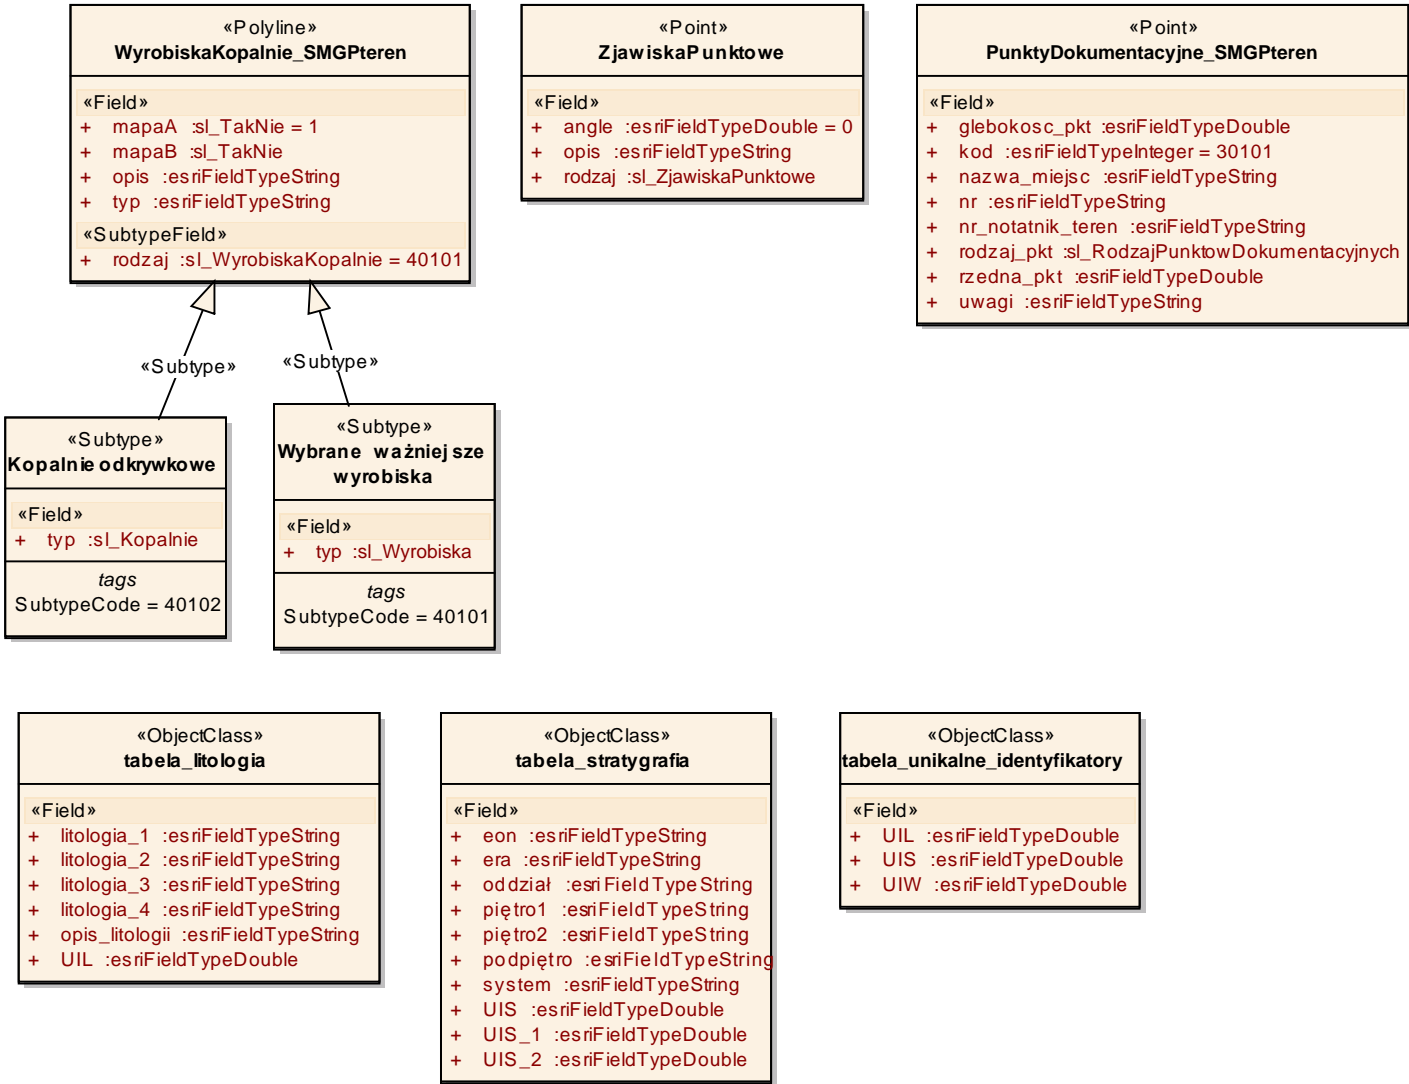 «Polyline»
WyrobiskaKopalnie_SMGPteren
«Field»
+ mapaA :sl_TakNie = 1
+ mapaB :sl_TakNie
+ opis :esriFieldTypeString
+ typ :esriFieldTypeString
«SubtypeField»
+ rodzaj :sl_WyrobiskaKopalnie = 40101
«Point»
ZjawiskaPunktowe
«Field»
+ angle :esriFieldTypeDouble = 0
+ opis :esriFieldTypeString
+ rodzaj :sl_ZjawiskaPunktowe
«Point»
PunktyDokumentacyjne_SMGPteren
«Field»
+ glebokosc_pkt :esriFieldTypeDouble
+ kod :esriFieldTypeInteger = 30101
+ nazwa_miejsc :esriFieldTypeString
+ nr :esriFieldTypeString
+ nr_notatnik_teren :esriFieldTypeString
+ rodzaj_pkt :sl_RodzajPunktowDokumentacyjnych
+ rzedna_pkt :esriFieldTypeDouble
+ uwagi :esriFieldTypeString
«Subtype»
«Subtype»
«Subtype»
Kopalnie odkrywkowe
«Field»
+ typ :sl_Kopalnie
tags
SubtypeCode = 40102
«Subtype»
Wybrane ważniejsze
wyrobiska
«Field»
+ typ :sl_Wyrobiska
tags
SubtypeCode = 40101
«ObjectClass»
tabela_litologia
«Field»
+ litologia_1 :esriFieldTypeString
+ litologia_2 :esriFieldTypeString
+ litologia_3 :esriFieldTypeString
+ litologia_4 :esriFieldTypeString
+ opis_litologii :esriFieldTypeString
+ UIL :esriFieldTypeDouble
«ObjectClass»
tabela_stratygrafia
«Field»
+ eon :esriFieldTypeString
+ era :esriFieldTypeString
+ oddział :esriFieldTypeString
+ piętro1 :esriFieldTypeString
+ piętro2 :esriFieldTypeString
+ podpiętro :esriFieldTypeString
+ system :esriFieldTypeString
+ UIS :esriFieldTypeDouble
+ UIS_1 :esriFieldTypeDouble
+ UIS_2 :esriFieldTypeDouble
«ObjectClass»
tabela_unikalne_identyfikatory
«Field»
+ UIL :esriFieldTypeDouble
+ UIS :esriFieldTypeDouble
+ UIW :esriFieldTypeDouble